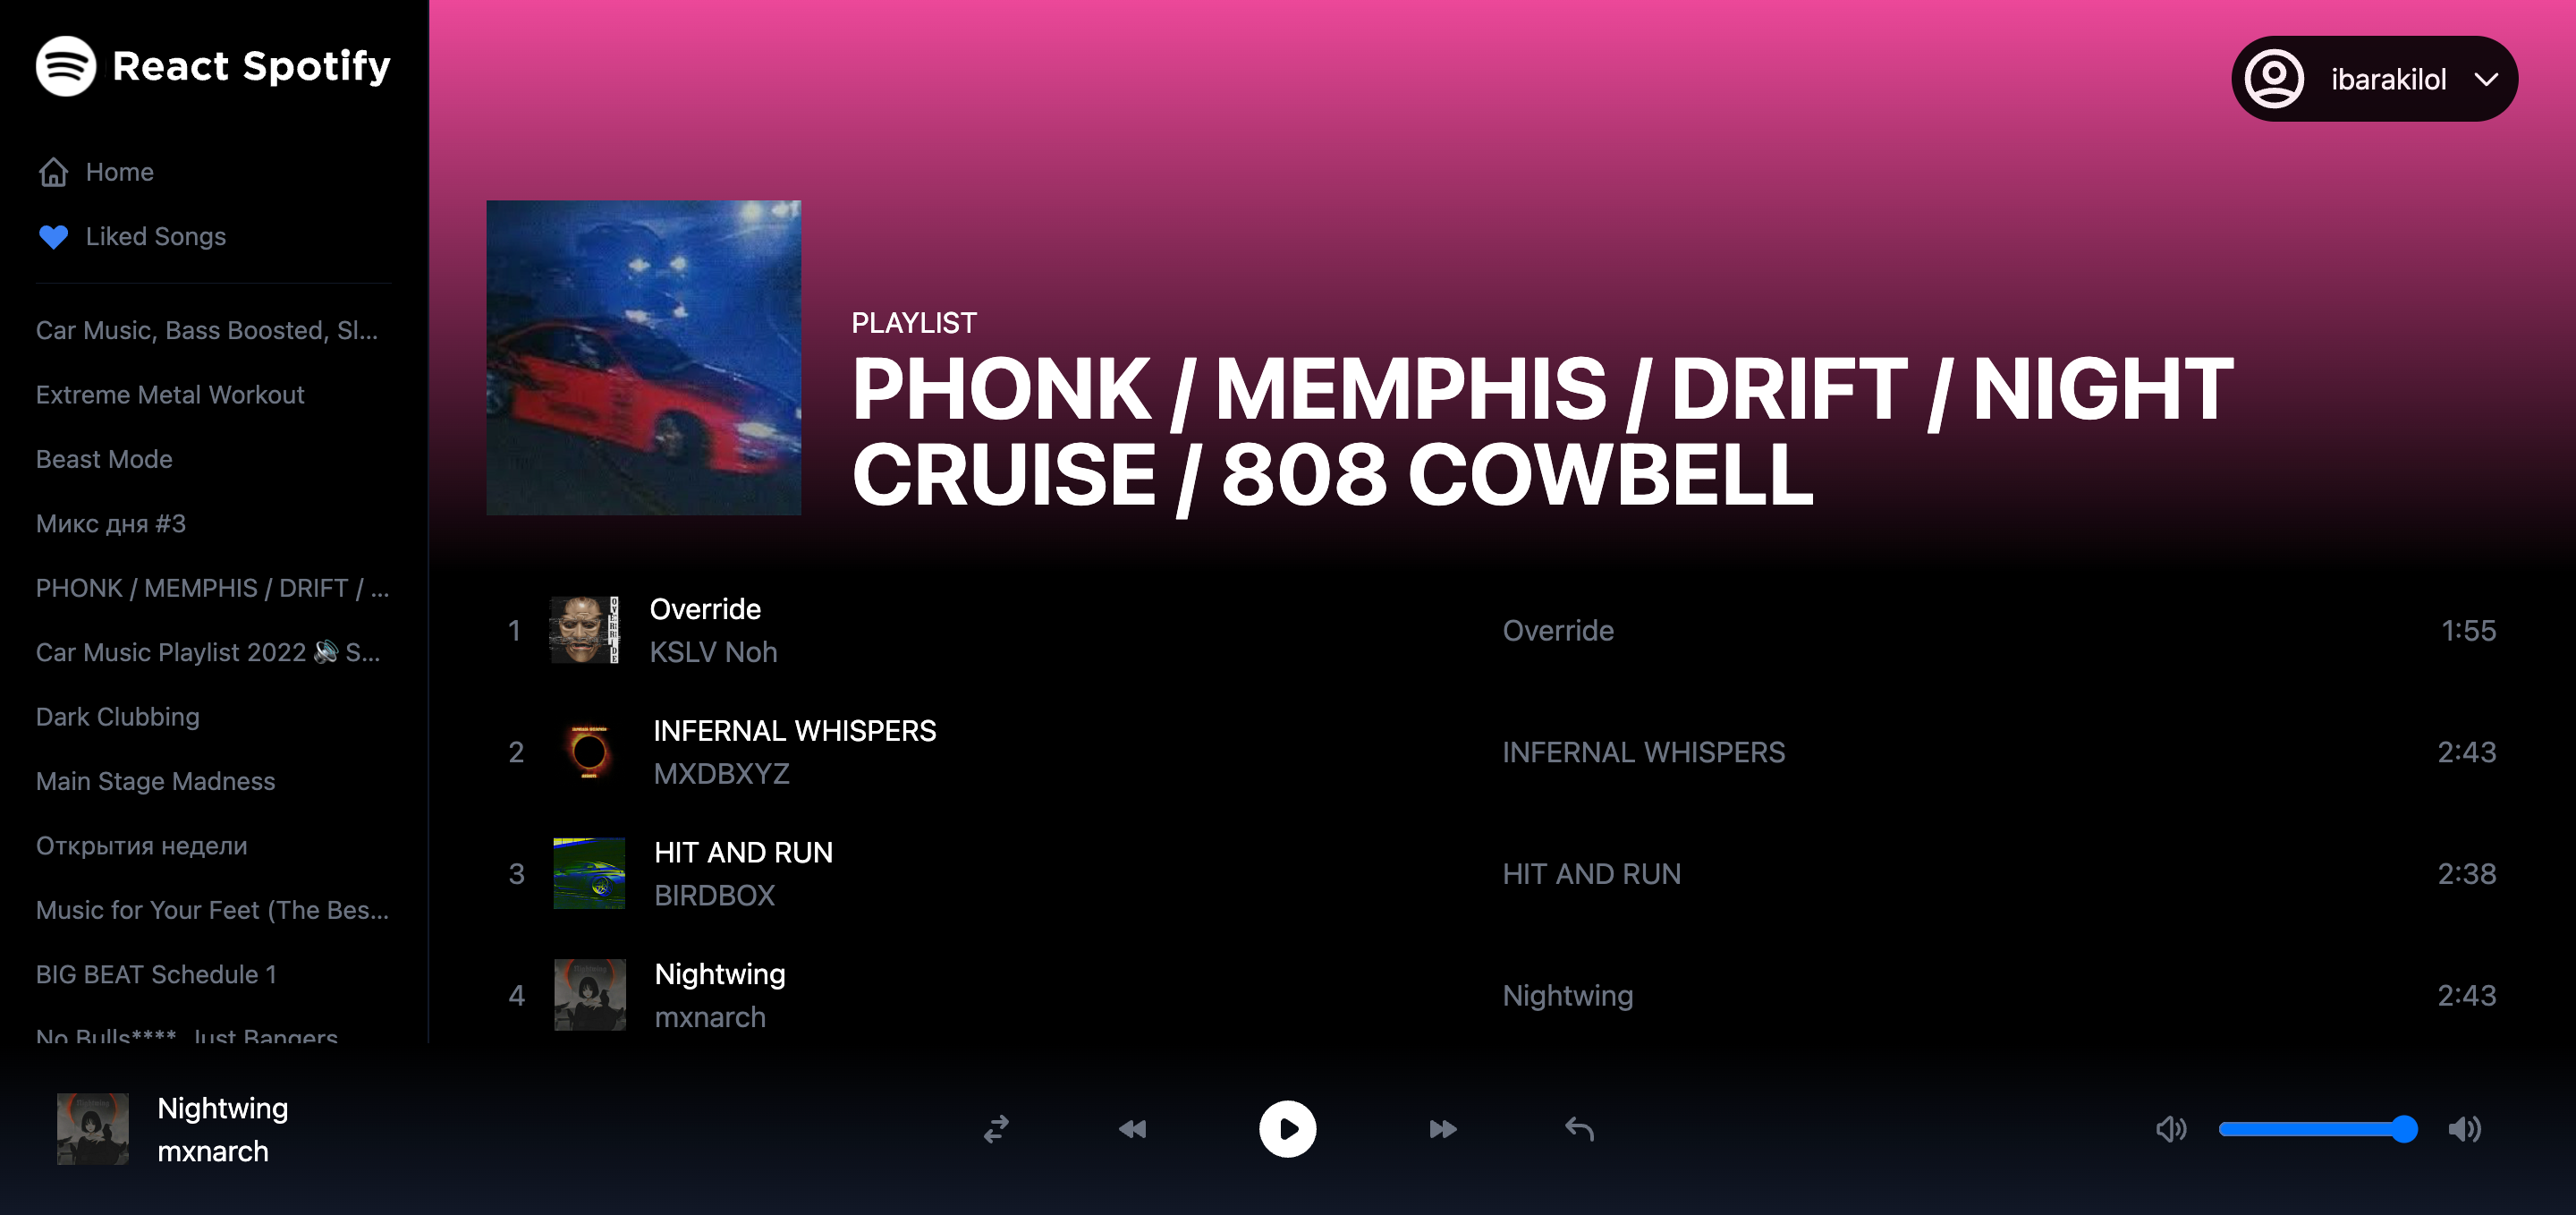 React Spotify
Home
Liked Songs
Car Music, Bass Boosted, Sl...
Extreme Metal Workout
Beast Mode
Микс дня #3
PHONK / MEMPHIS / DRIFT / ...
Car Music Playlist 2022 🔊 S...
Dark Clubbing
Main Stage Madness
Открытия недели
Music for Your Feet (The Bes...
BIG BEAT Schedule 1
No Bulls****. Just Bangers
ibarakilol
PLAYLIST
PHONK / MEMPHIS / DRIFT / NIGHT
CRUISE / 808 COWBELL
1 Override Override 1:55
KSLV Noh
OVERRIDE
2 INFERNAL WHISPERS INFERNAL WHISPERS 2:43
MXDBXYZ
3 HIT AND RUN HIT AND RUN 2:38
BIRDBOX
4 Nightwing Nightwing 2:43
mxnarch
Nightwing
mxnarch